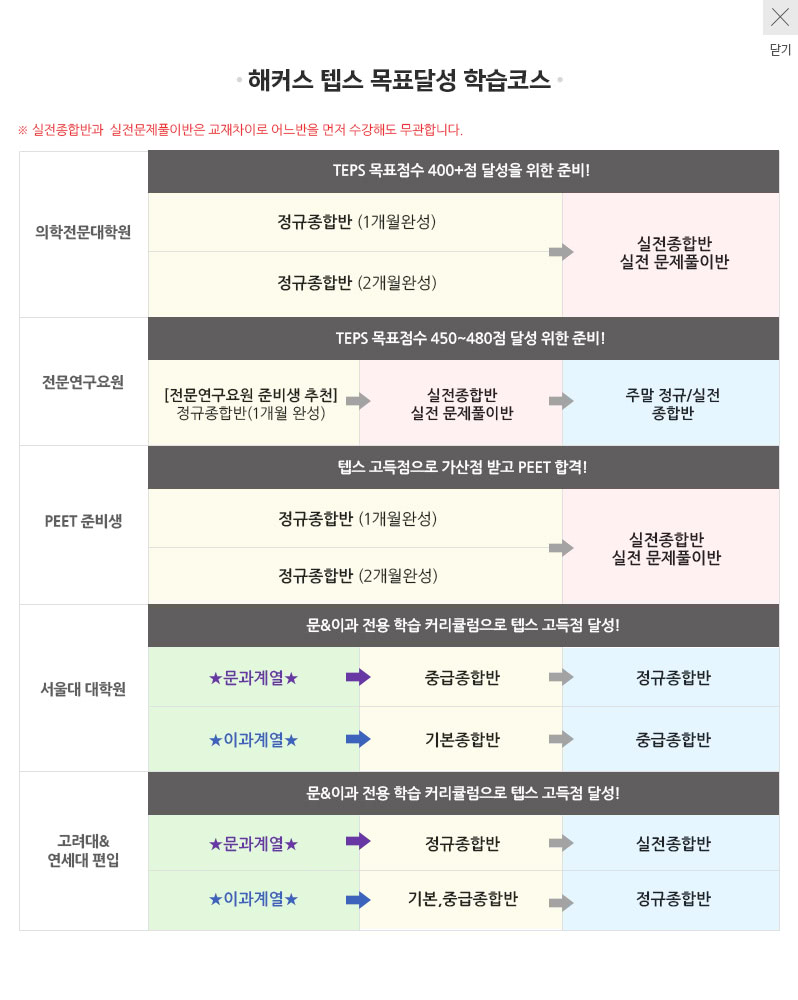 닫기
해커스 텝스 목표달성 학습코스
※ 실전종합반과 실전문제풀이반은 교재차이로 어느반을 먼저 수강해도 무관합니다.
의학전문대학원
TEPS 목표점수 400+점 달성을 위한 준비!
정규종합반 (1개월완성)
정규종합반 (2개월완성)
실전종합반
실전 문제풀이반
전문연구요원
TEPS 목표점수 450~480점 달성 위한 준비!
[전문연구요원 준비생 추천]
정규종합반(1개월 완성)
실전종합반
실전 문제풀이반
주말 정규/실전
종합반
PEET 준비생
텝스 고득점으로 가산점 받고 PEET 합격!
정규종합반 (1개월완성)
정규종합반 (2개월완성)
실전종합반
실전 문제풀이반
서울대 대학원
문&이과 전용 학습 커리큘럼으로 텝스 고득점 달성!
★문과계열★ 중급종합반 정규종합반
★이과계열★ 기본종합반 중급종합반
고려대&
연세대 편입
문&이과 전용 학습 커리큘럼으로 텝스 고득점 달성!
★문과계열★ 정규종합반 실전종합반
★이과계열★ 기본,중급종합반 정규종합반